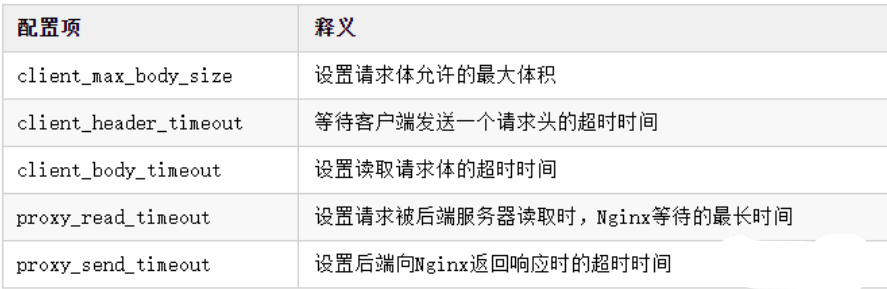 配置项 释义
client_max_body_size 设置请求体允许的最大体积
client_header_timeout 等待客户端发送一个请求头的超时时间
client_body_timeout 设置读取请求体的超时时间
proxy_read_timeout 设置请求被后端服务器读取时，Nginx等待的最长时间
proxy_send_timeout 设置后端向Nginx返回响应时的超时时间